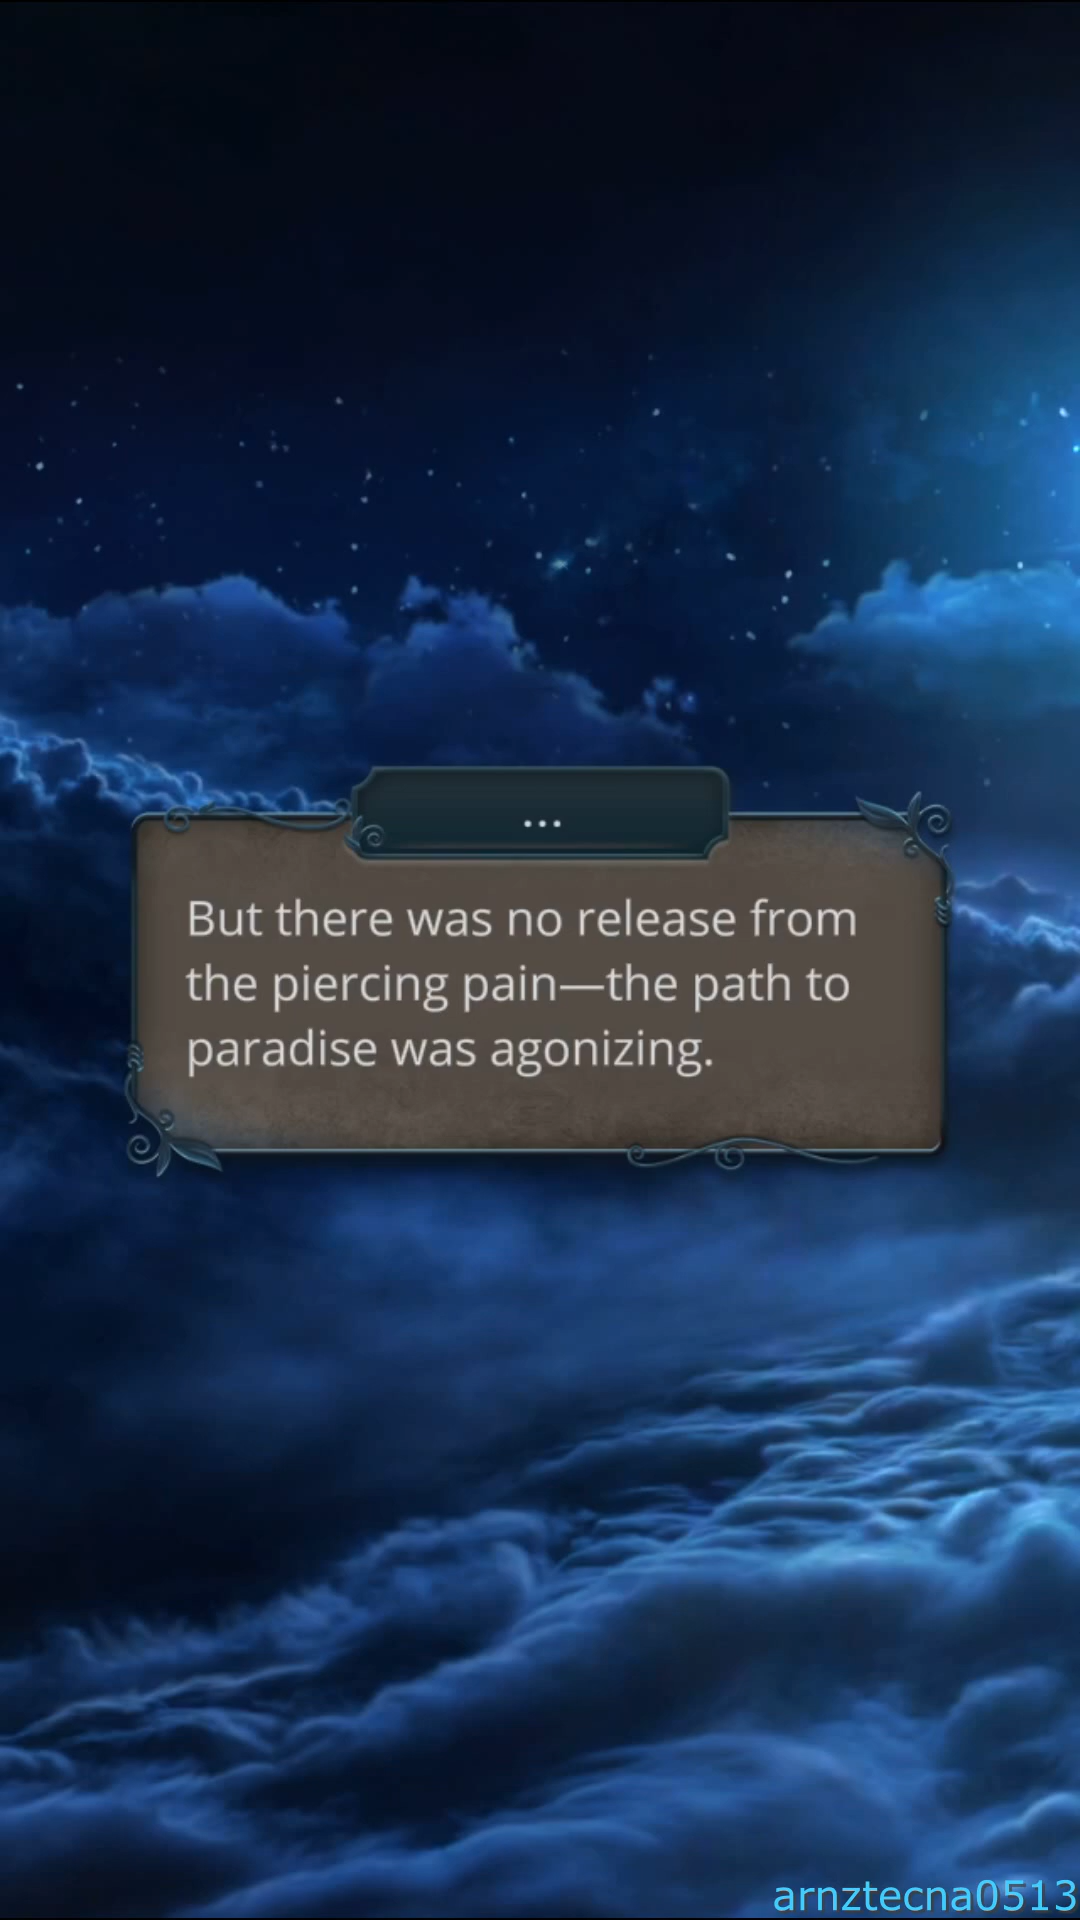 ...
But there was no release from
the piercing pain—the path to
paradise was agonizing.
arnztecna0513